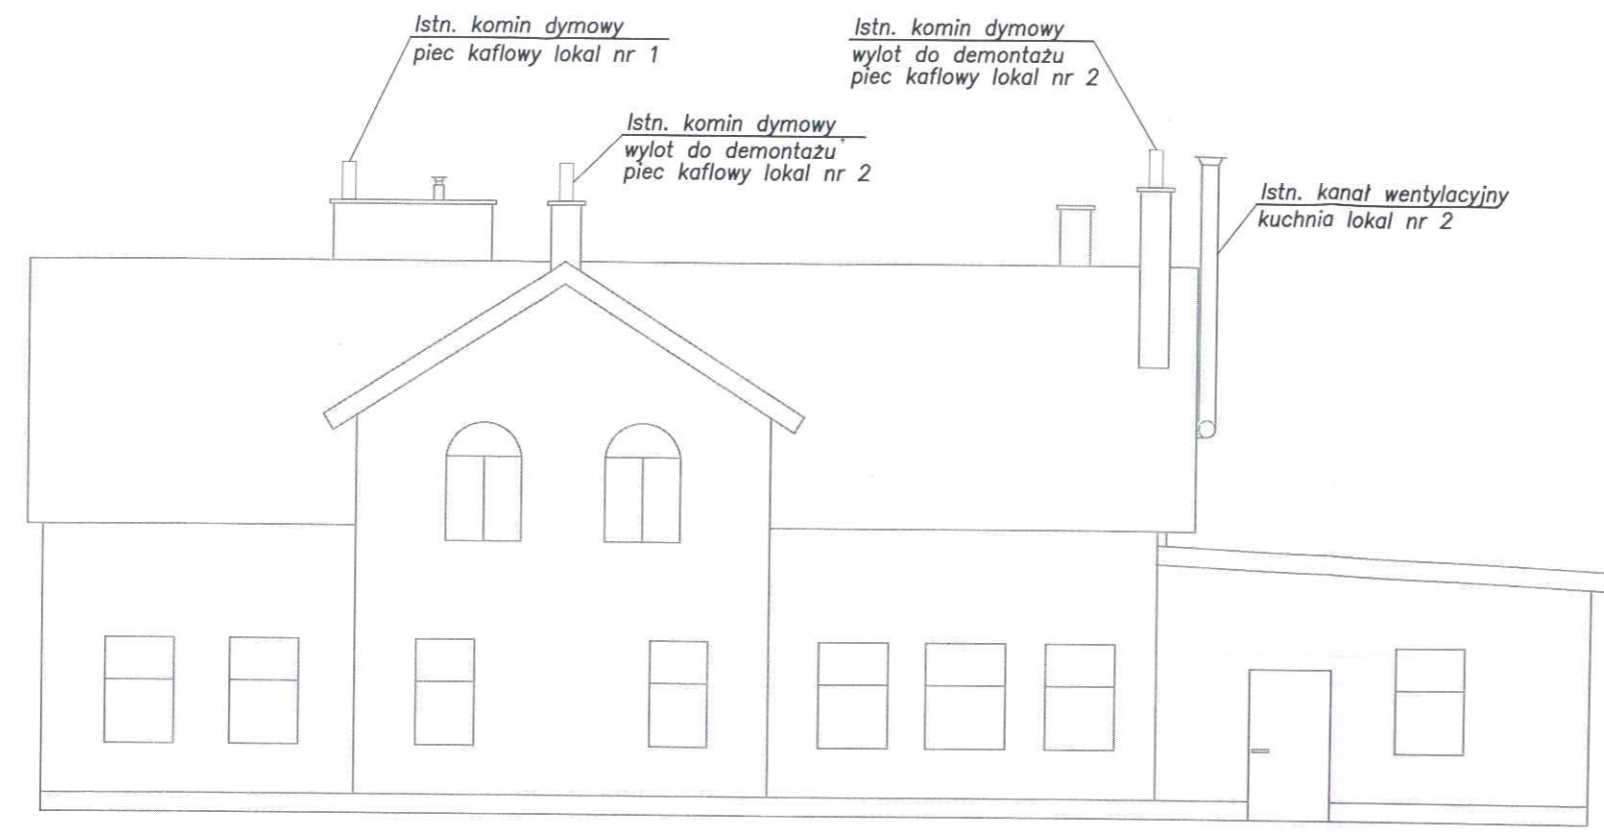 Istn. komin dymowy
piec kaflowy lokal nr 1
Istn. komin dymowy
wylot do demontażu
piec kaflowy lokal nr 2
Istn. komin dymowy
wylot do demontażu
piec kaflowy lokal nr 2
Istn. kanał wentylacyjny
kuchnia lokal nr 2